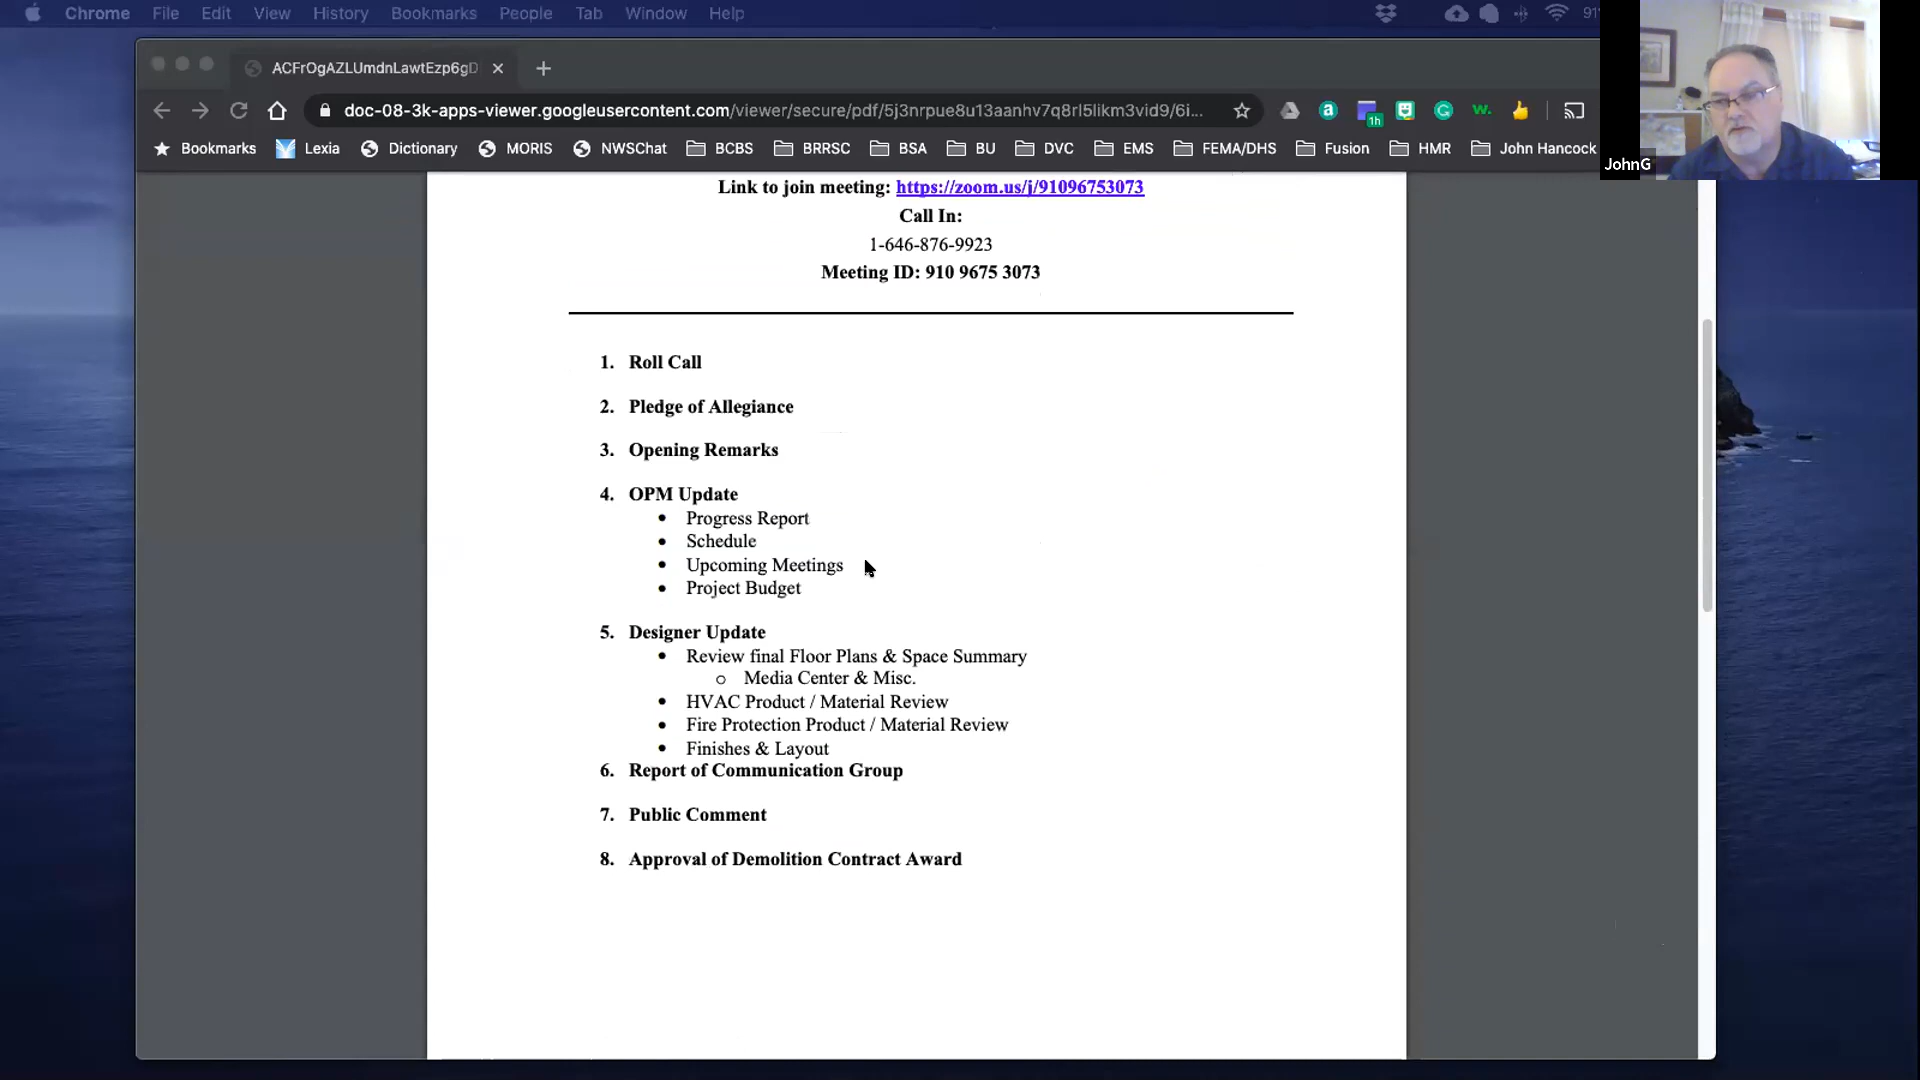 Chrome File Edit View History Bookmarks People Tab Window Help
ACFrOgAZLUmdnLawtEzp6gD
doc-08-3k-apps-viewer.googleusercontent.com/viewer/secure/pdf/5j3nrpue8u13aanhv7q8rl5likm3vid9/6i...
1h
Bookmarks Lexia Dictionary MORIS NWSChat BCBS BRRSC BSA BU DVC EMS FEMA/DHS Fusion HMR John Hancock
JohnG
Link to join meeting: https://zoom.us/j/91096753073
Call In:
1-646-876-9923
Meeting ID: 910 9675 3073
1. Roll Call
2. Pledge of Allegiance
3. Opening Remarks
4. OPM Update
• Progress Report
• Schedule
• Upcoming Meetings
• Project Budget
5. Designer Update
• Review final Floor Plans & Space Summary
o Media Center & Misc.
• HVAC Product / Material Review
• Fire Protection Product / Material Review
• Finishes & Layout
6. Report of Communication Group
7. Public Comment
8. Approval of Demolition Contract Award